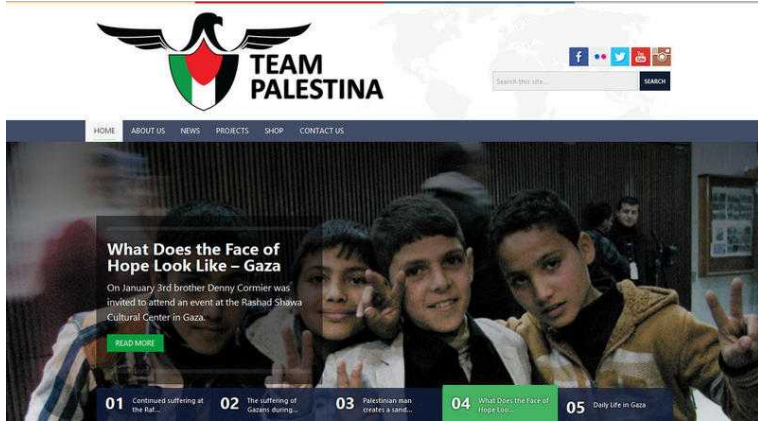 TEAM
PALESTINA
Search this site...
SEARCH
HOME ABOUT US NEWS PROJECTS SHOP CONTACT US
What Does the Face of
Hope Look Like – Gaza
On January 3rd brother Denny Cormier was
invited to attend an event at the Rashad Shawa
Cultural Center in Gaza.
READ MORE
01 Continued suffering at
the Raf...
02 The suffering of
Gazans during...
03 Palestinian man
creates a sand...
04 What Does the Face of
Hope Loo...
05 Daily Life in Gaza